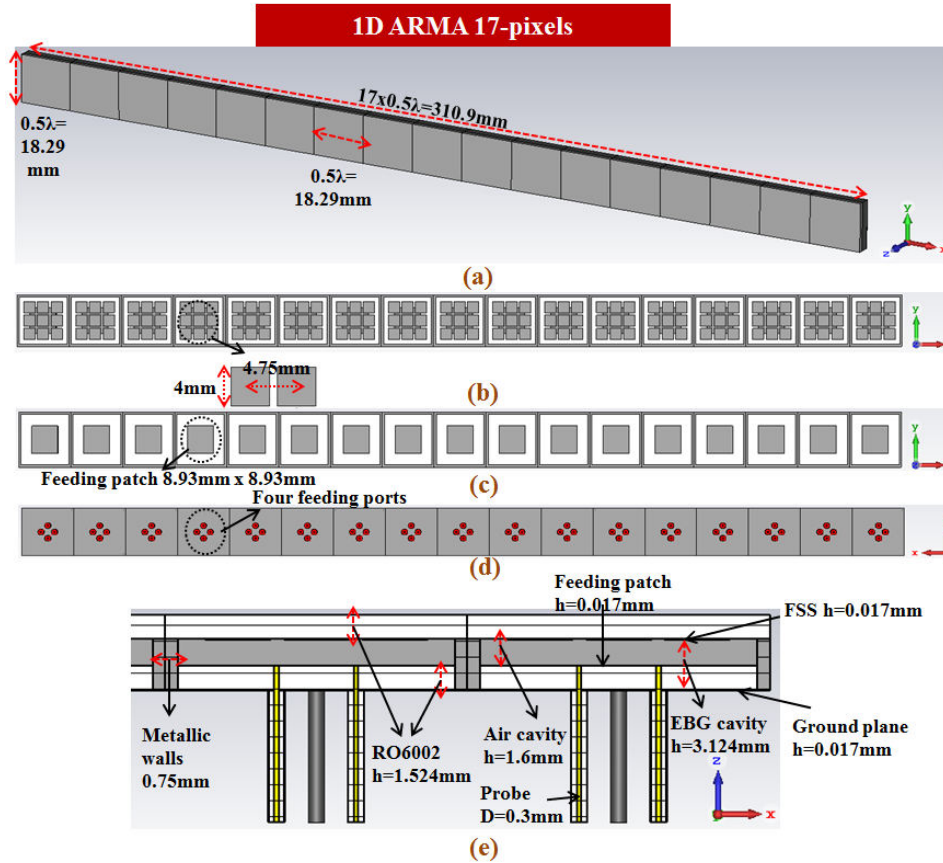 1D ARMA 17-pixels
17x0.5λ=310.9mm
0.5λ=
18.29
mm
0.5λ=
18.29mm
y
x
z
(a)
y
4.75mm
4mm
(b)
y
Feeding patch 8.93mm x 8.93mm
(c)
Four feeding ports
x
(d)
Feeding patch
h=0.017mm
FSS h=0.017mm
Metallic
walls
0.75mm
RO6002
h=1.524mm
Air cavity
h=1.6mm
Probe
D=0.3mm
EBG cavity
h=3.124mm
Ground plane
h=0.017mm
z
x
(e)